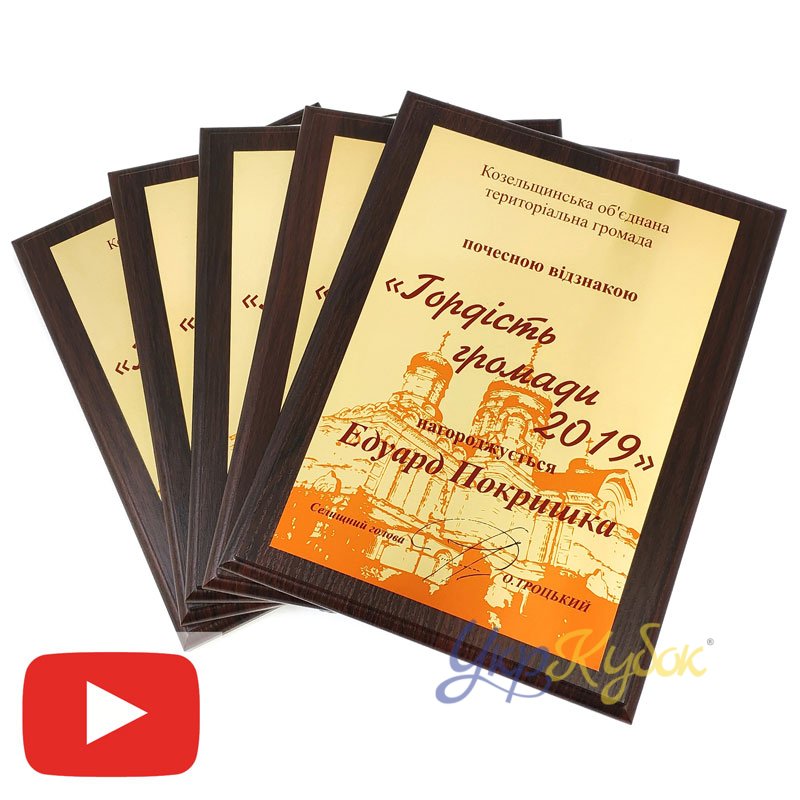 Козельщинська об'єднана
територіальна громада
почесною відзнакою
«Гордість
громади
2019»
нагороджується
Едуард Покришка
Селищний голова
О.ТРОЦЬКИЙ
УкрКубок®